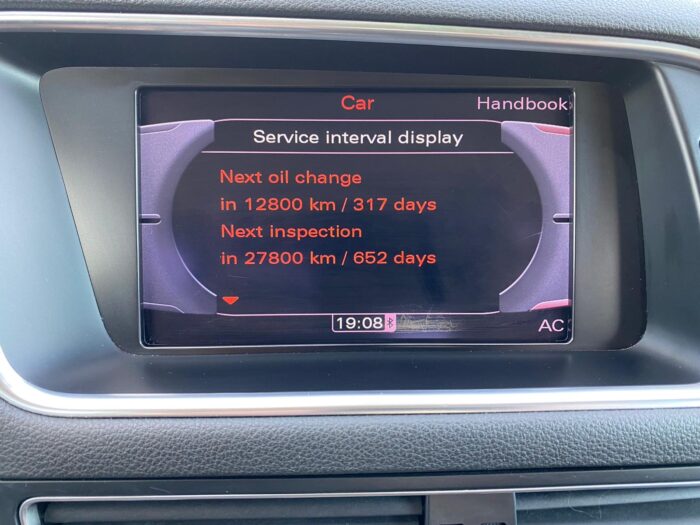 Car
Handbook
Service interval display
Next oil change
in 12800 km / 317 days
Next inspection
in 27800 km / 652 days
19:08
AC